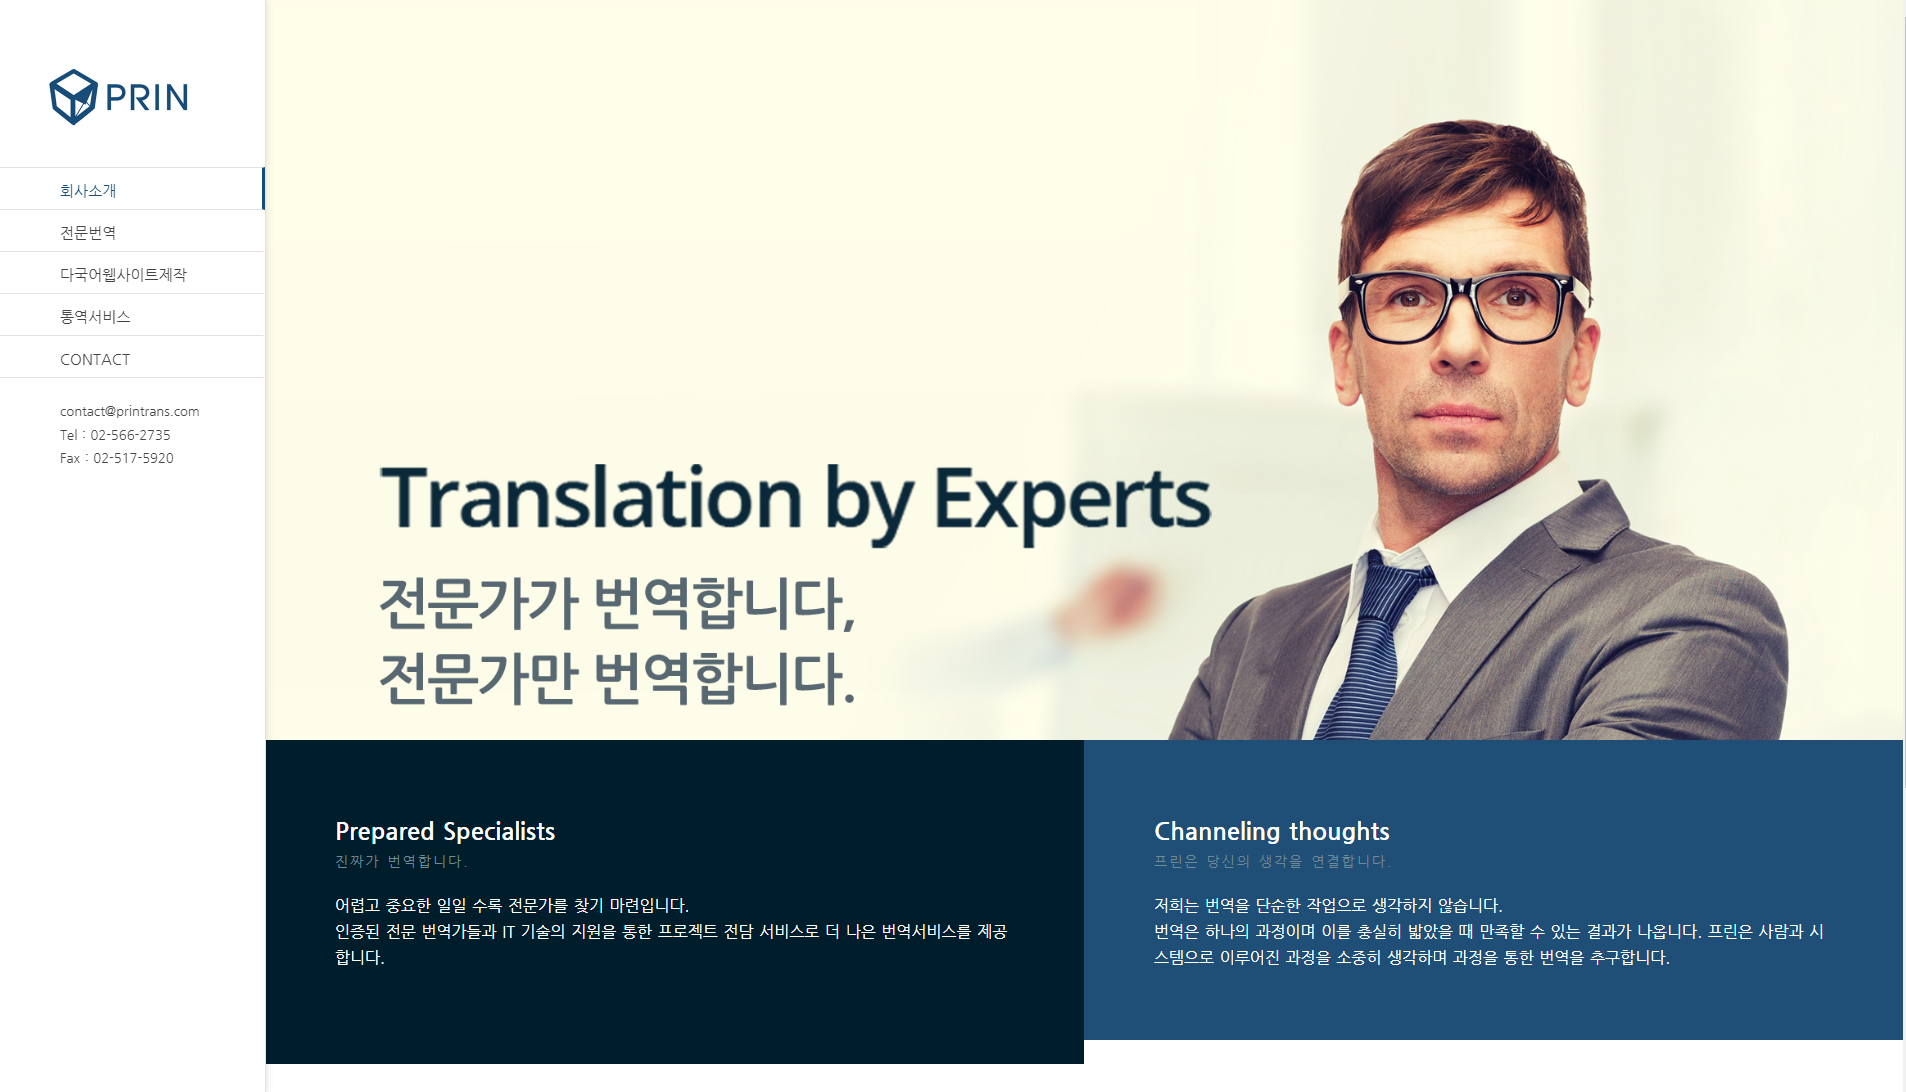 PRIN
회사소개
전문번역
다국어웹사이트제작
통역서비스
CONTACT
contact@printrans.com
Tel : 02-566-2735
Fax : 02-517-5920
Translation by Experts
전문가가 번역합니다,
전문가만 번역합니다.
Prepared Specialists
진짜가 번역합니다.
어렵고 중요한 일일 수록 전문가를 찾기 마련입니다.
인증된 전문 번역가들과 IT 기술의 지원을 통한 프로젝트 전담 서비스로 더 나은 번역서비스를 제공
합니다.
Channeling thoughts
프린은 당신의 생각을 연결합니다.
저희는 번역을 단순한 작업으로 생각하지 않습니다.
번역은 하나의 과정이며 이를 충실히 밟았을 때 만족할 수 있는 결과가 나옵니다. 프린은 사람과 시
스템으로 이루어진 과정을 소중히 생각하며 과정을 통한 번역을 추구합니다.